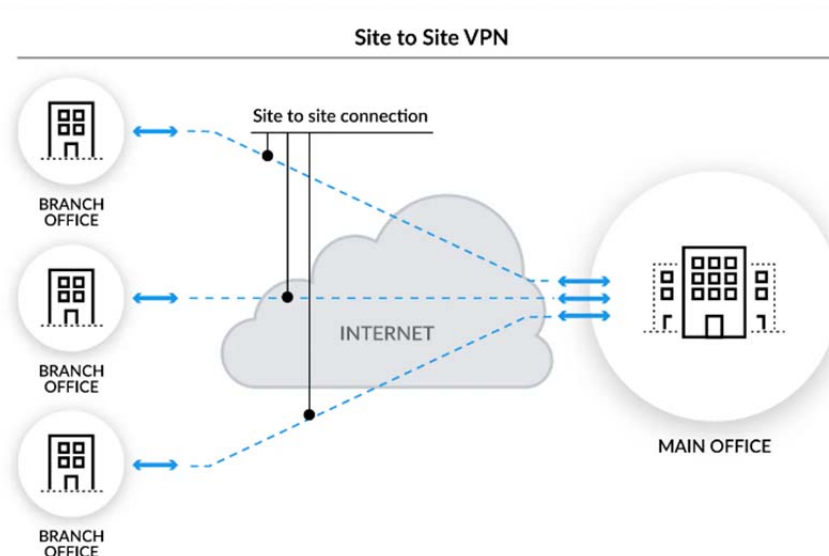 Site to Site VPN
Site to site connection
BRANCH
OFFICE
BRANCH
OFFICE
INTERNET
MAIN OFFICE
BRANCH
OFFICE